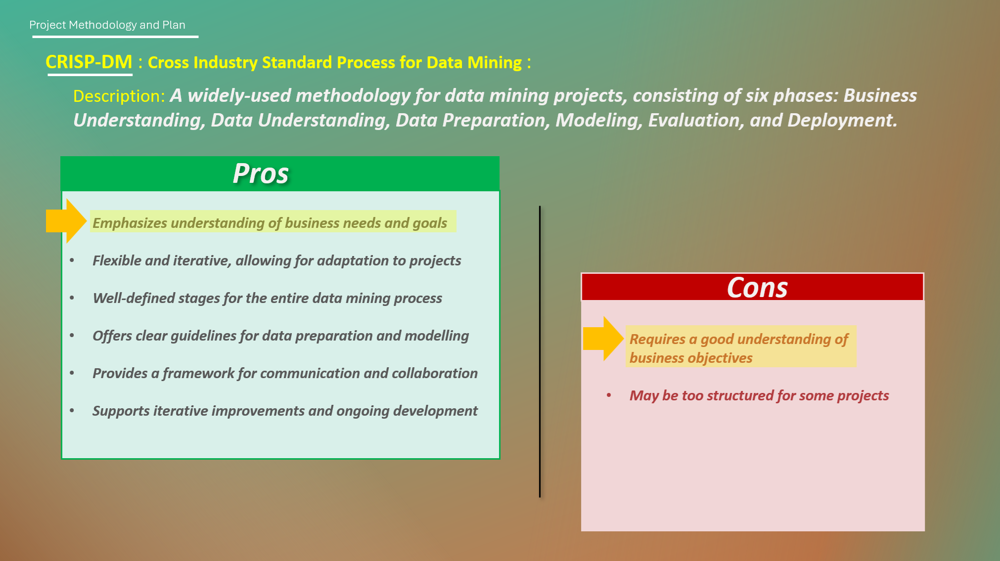 Project Methodology and Plan
CRISP-DM : Cross Industry Standard Process for Data Mining :
Description: A widely-used methodology for data mining projects, consisting of six phases: Business
Understanding, Data Understanding, Data Preparation, Modeling, Evaluation, and Deployment.
Pros
Emphasizes understanding of business needs and goals
• Flexible and iterative, allowing for adaptation to projects
• Well-defined stages for the entire data mining process
• Offers clear guidelines for data preparation and modelling
• Provides a framework for communication and collaboration
• Supports iterative improvements and ongoing development
Cons
Requires a good understanding of
business objectives
• May be too structured for some projects